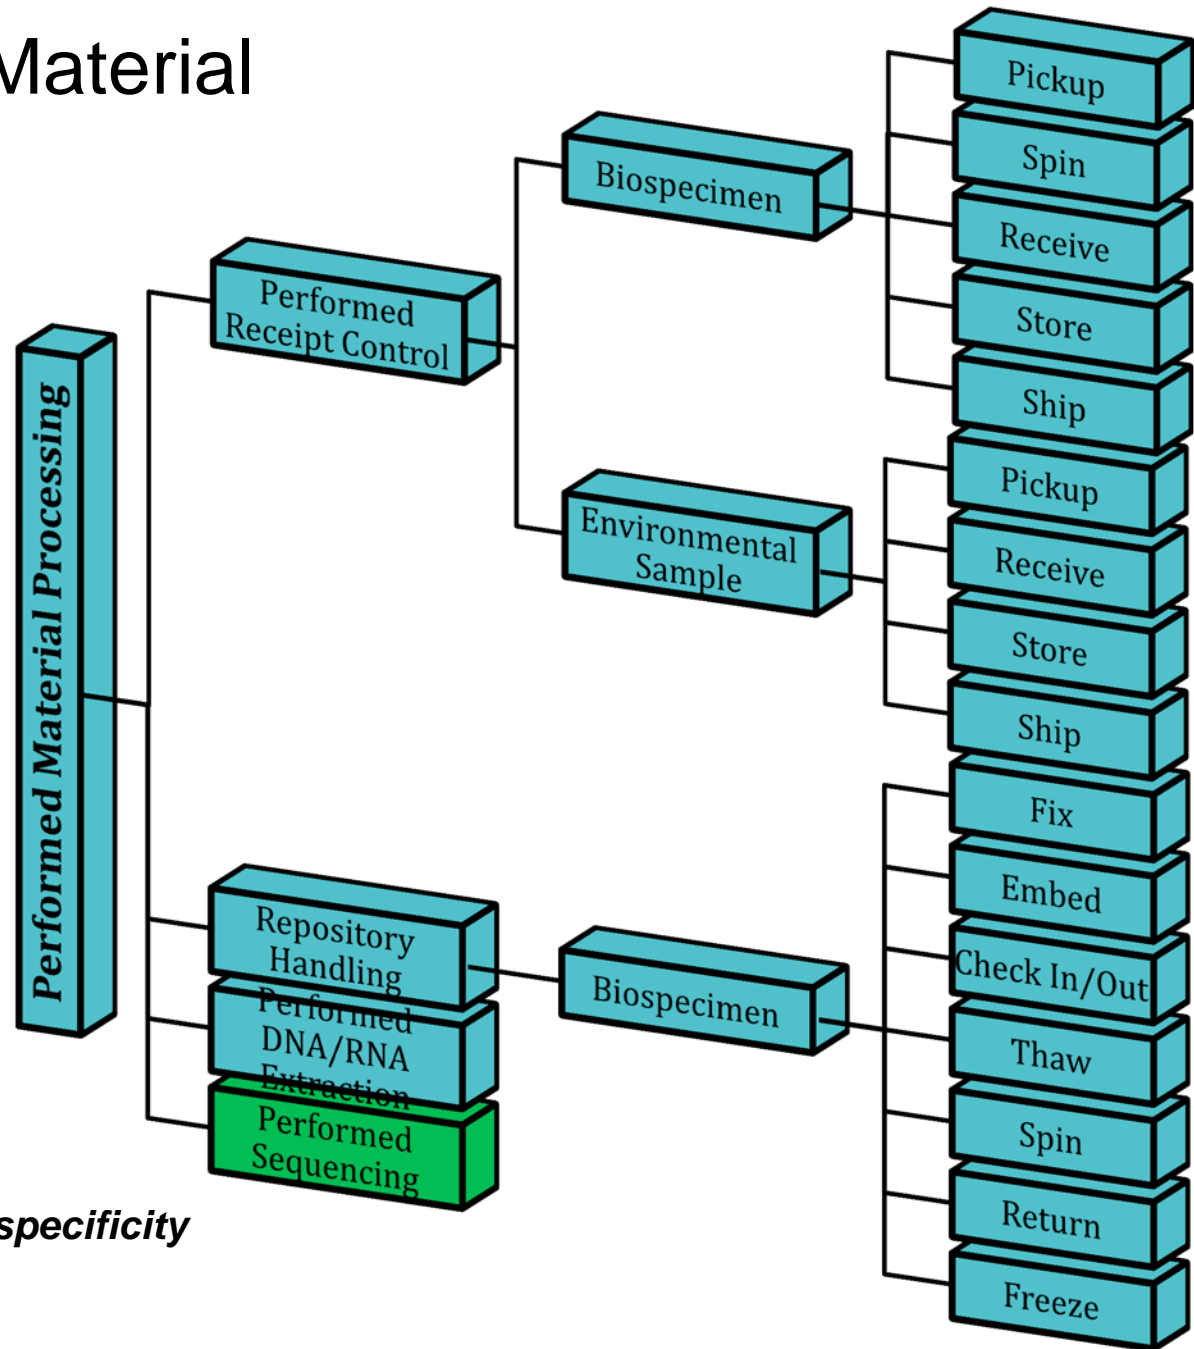 Material
Performed Material Processing
Performed
Receipt Control
Biospecimen
Pickup
Spin
Receive
Store
Ship
Environmental
Sample
Pickup
Receive
Store
Ship
Repository
Handling
Biospecimen
Fix
Embed
Check In/Out
Thaw
Spin
Return
Freeze
Performed
DNA/RNA
Extraction
Performed
Sequencing
specificity